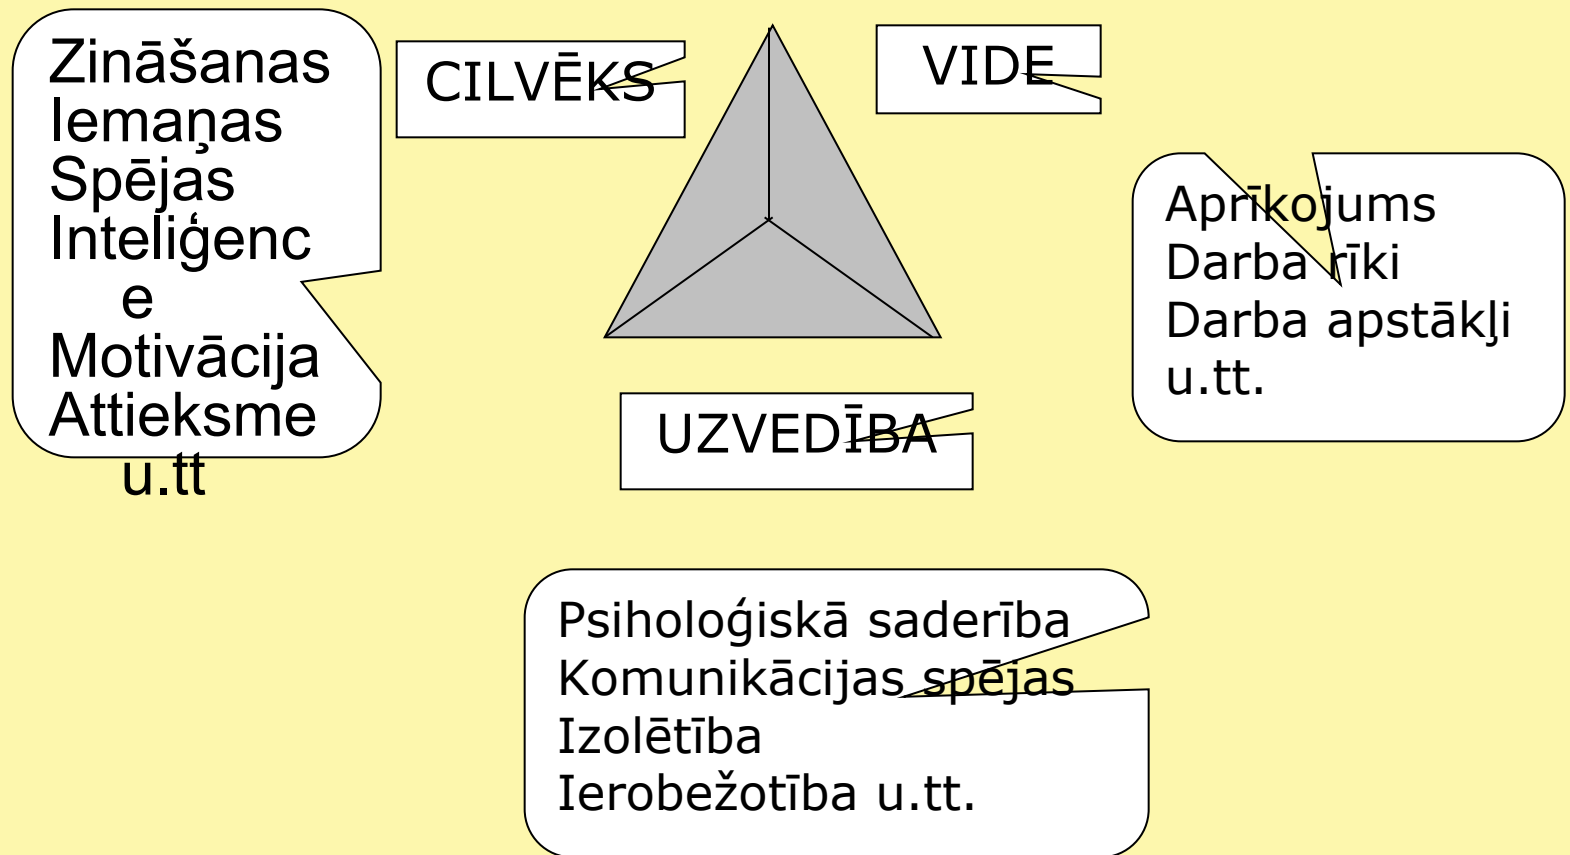 Zināšanas
Iemaņas
Spējas
Inteliģenc
e
Motivācija
Attieksme
u.tt
CILVĒKS
VIDE
Aprīkojums
Darba rīki
Darba apstākļi
u.tt.
UZVEDĪBA
Psiholoģiskā saderība
Komunikācijas spējas
Izolētība
Ierobežotība u.tt.